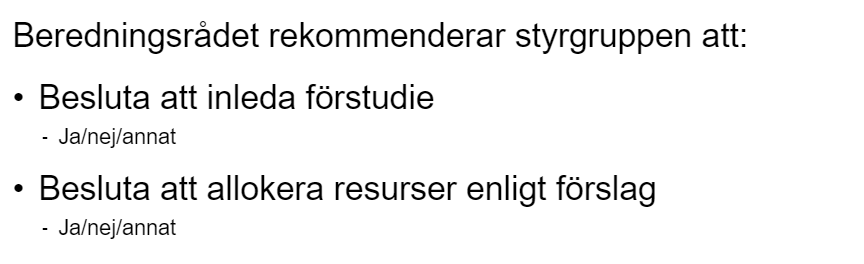 Beredningsrådet rekommenderar styrgruppen att:
• Besluta att inleda förstudie
- Ja/nej/annat
• Besluta att allokera resurser enligt förslag
- Ja/nej/annat